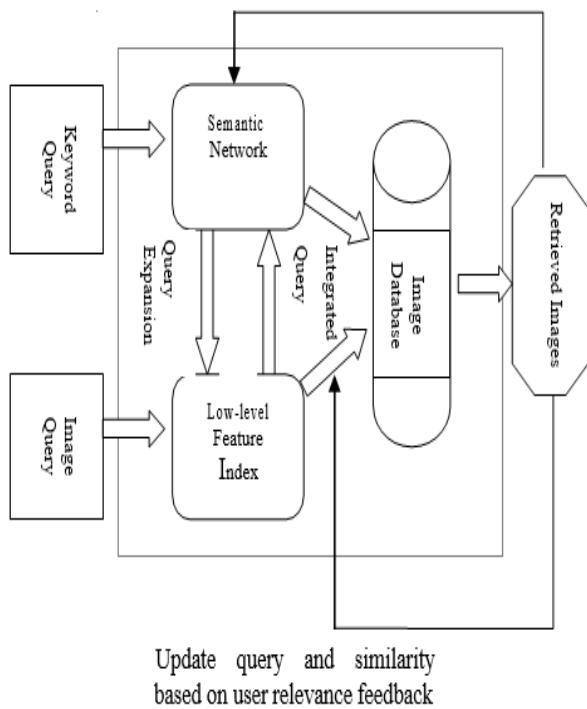 Keyword
Query
Semantic
Network
Query
Expansion
Integrated
Query
Image
Database
Retrieved Images
Image
Query
Low-level
Feature
Index
Update query and similarity
based on user relevance feedback